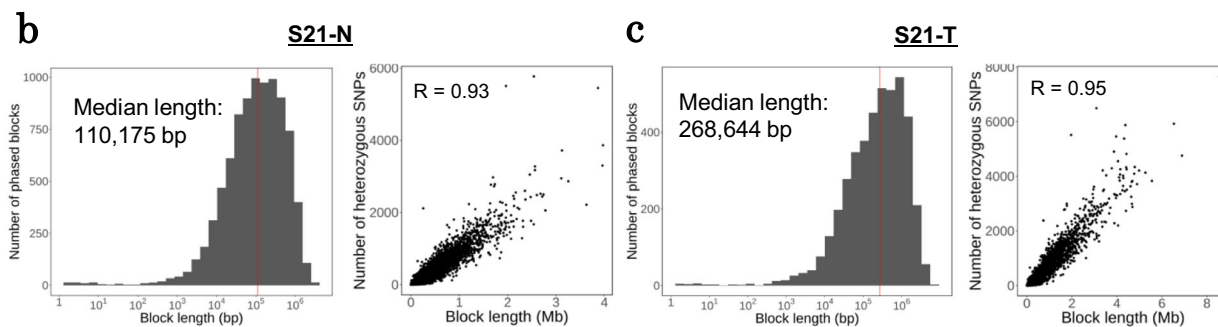 b
S21-N
Number of phased blocks
1000
750
500
250
0
Median length:
110,175 bp
1 10¹ 10² 10³ 10⁴ 10⁵ 10⁶
Block length (bp)
Number of heterozygous SNPs
6000
4000
2000
0
R = 0.93
0 1 2 3 4
Block length (Mb)
c
S21-T
Number of phased blocks
400
200
0
Median length:
268,644 bp
1 10¹ 10² 10³ 10⁴ 10⁵ 10⁶
Block length (bp)
Number of heterozygous SNPs
8000
6000
4000
2000
0
R = 0.95
0 2 4 6 8
Block length (Mb)